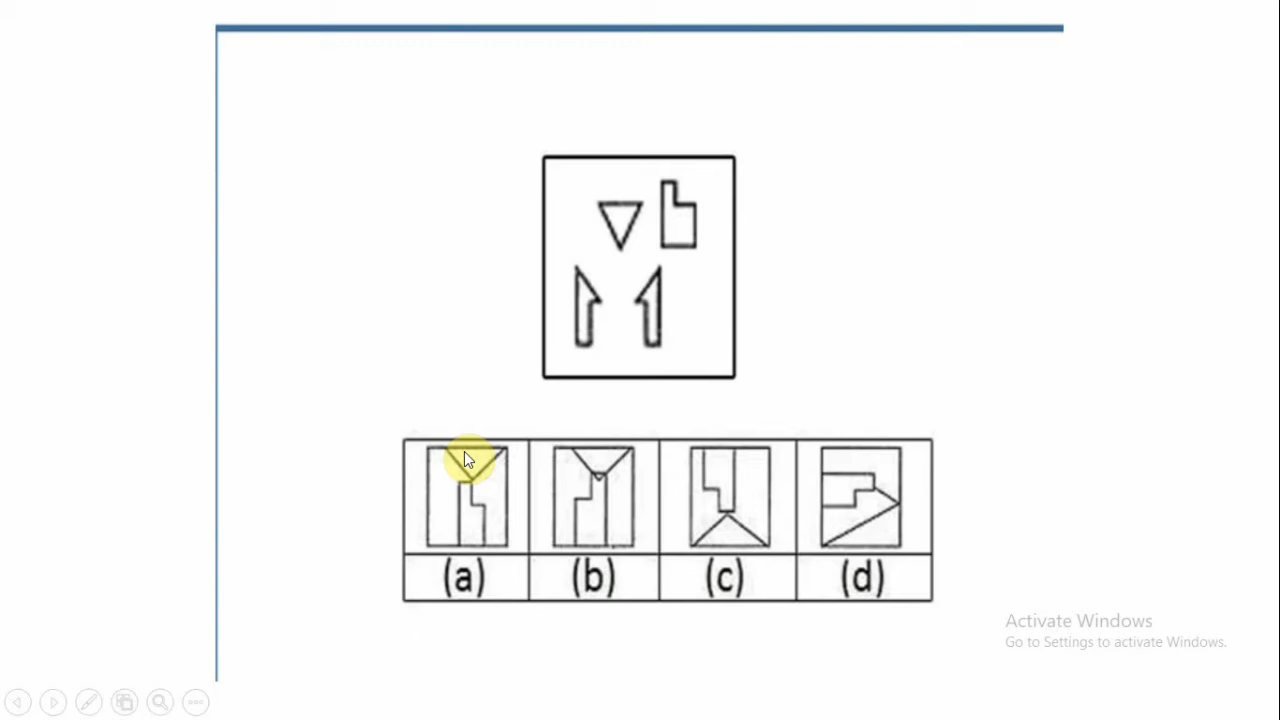 (a) (b) (c) (d)
Activate Windows
Go to Settings to activate Windows.